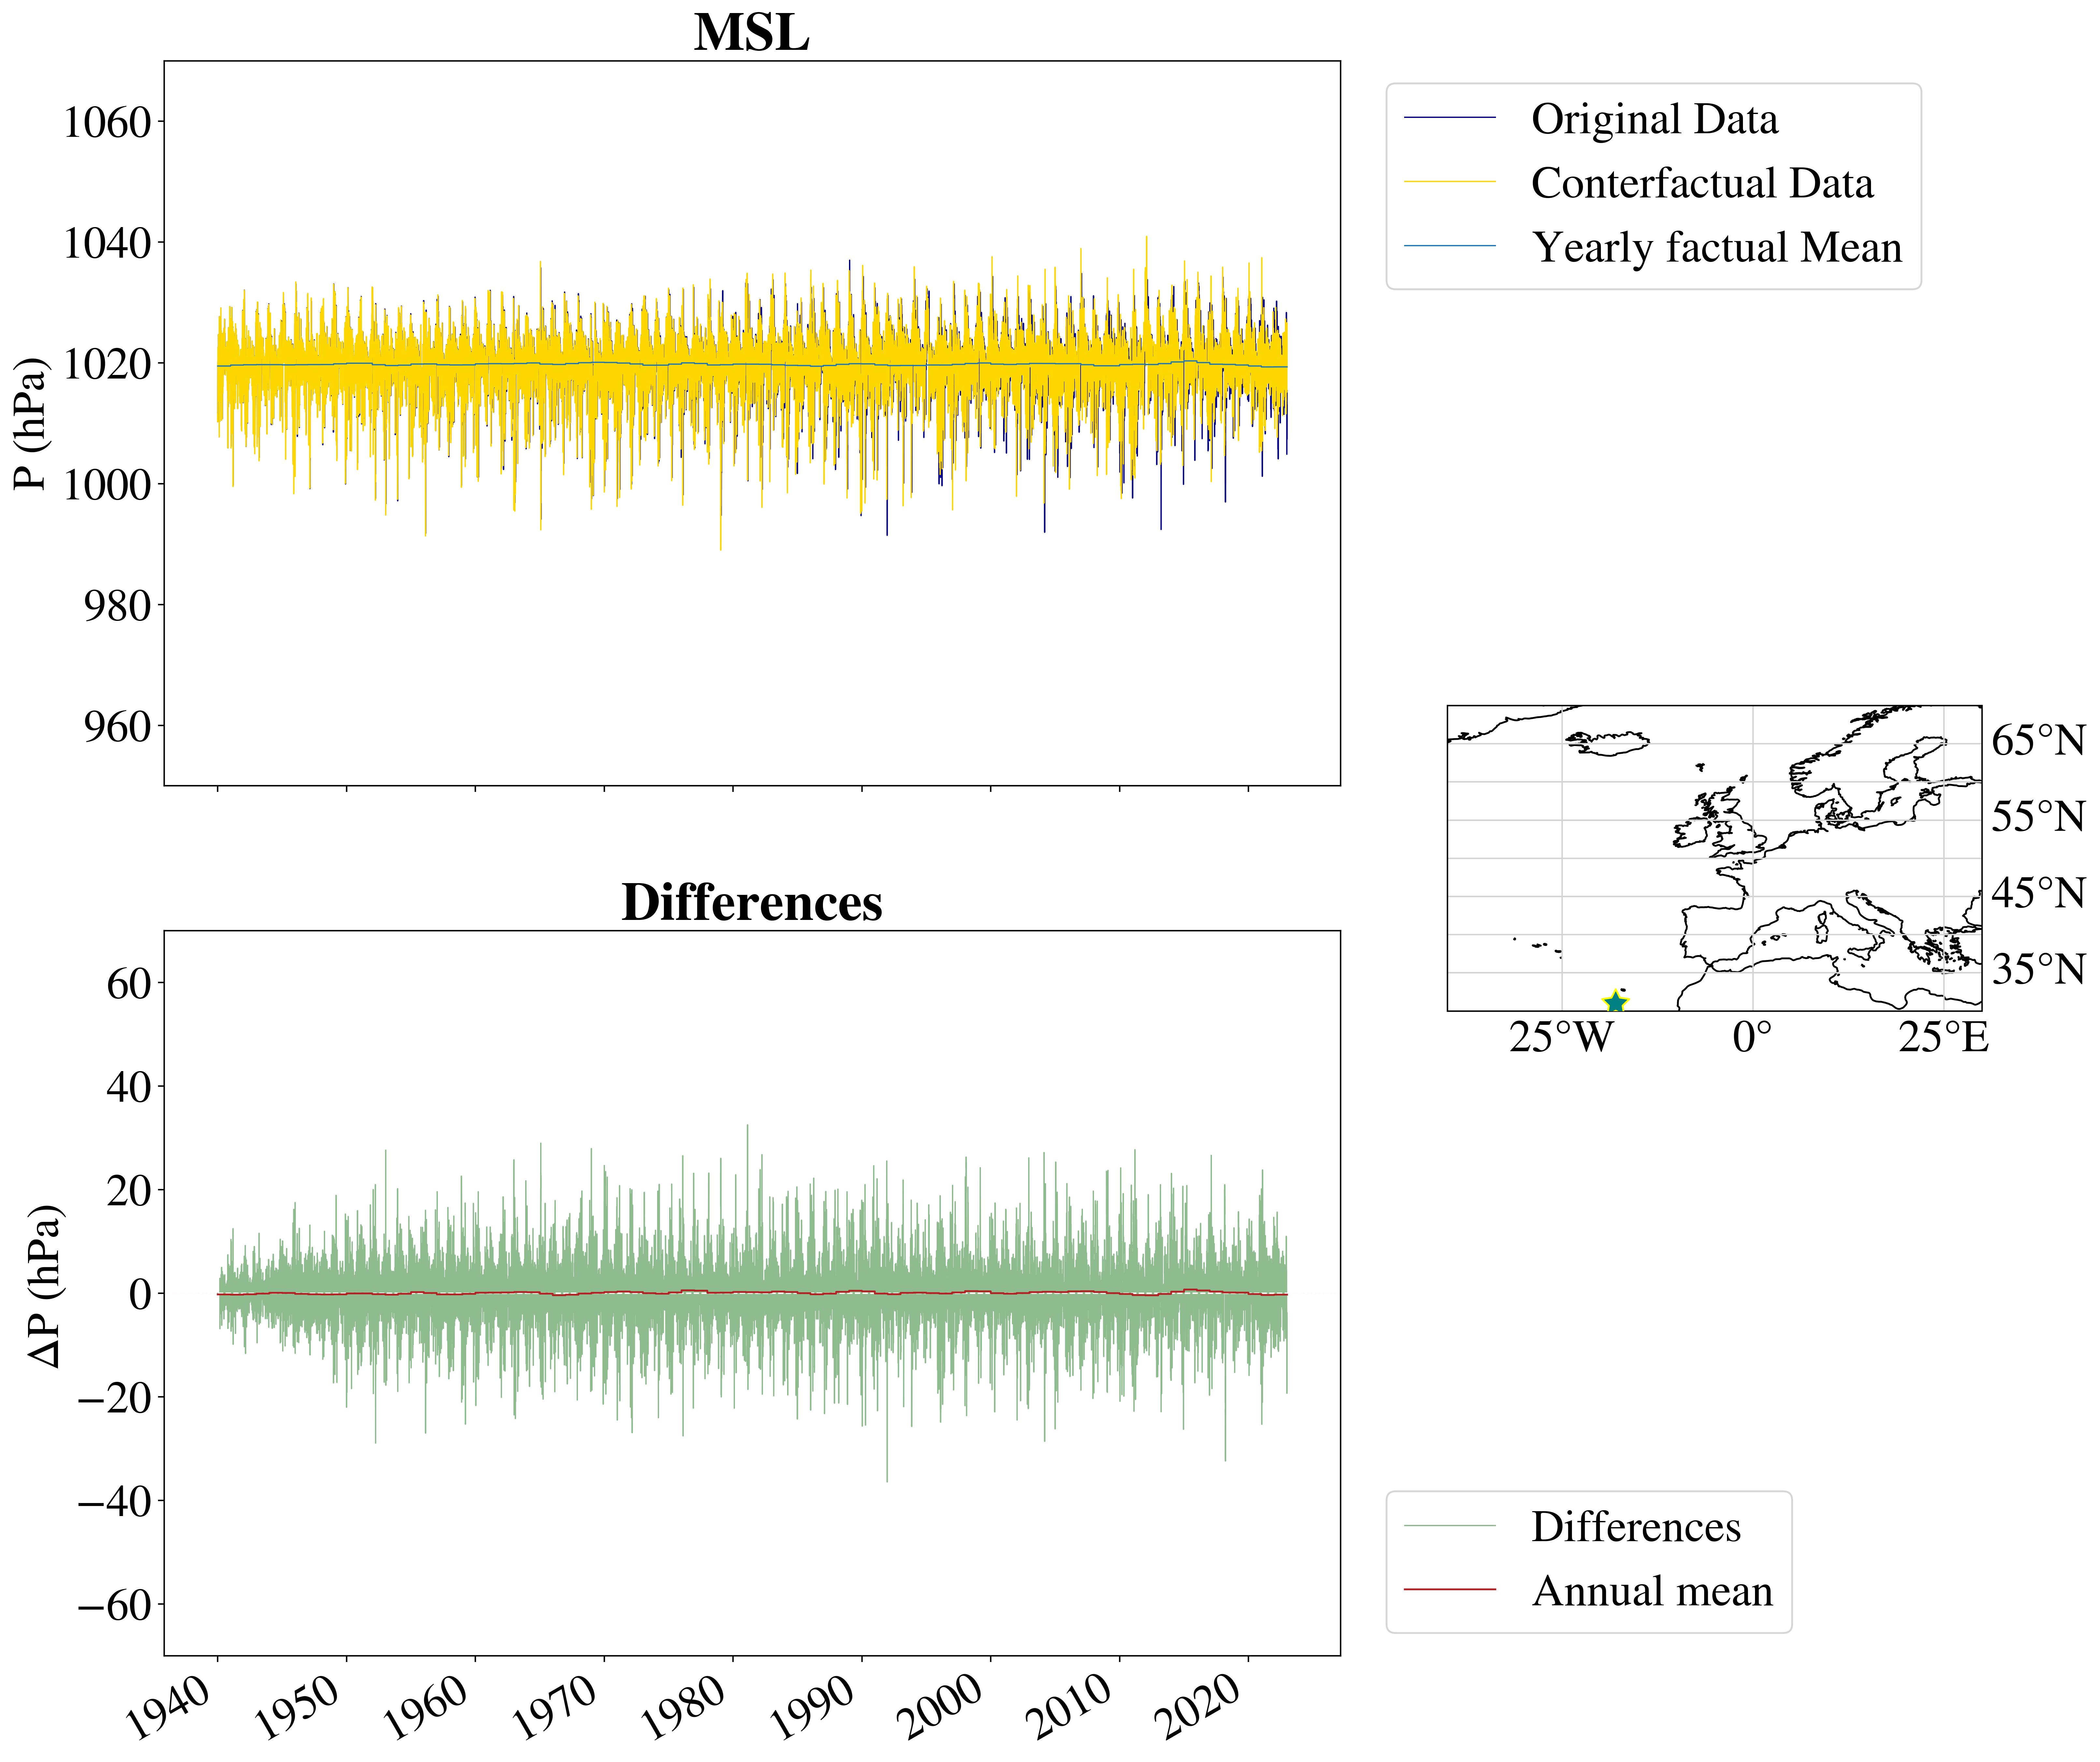 MSL
1060
1040
1020
1000
980
960
P (hPa)
Original Data
Conterfactual Data
Yearly factual Mean
65°N
55°N
45°N
35°N
25°W 0° 25°E
Differences
60
40
20
0
−20
−40
−60
ΔP (hPa)
1940 1950 1960 1970 1980 1990 2000 2010 2020
Differences
Annual mean